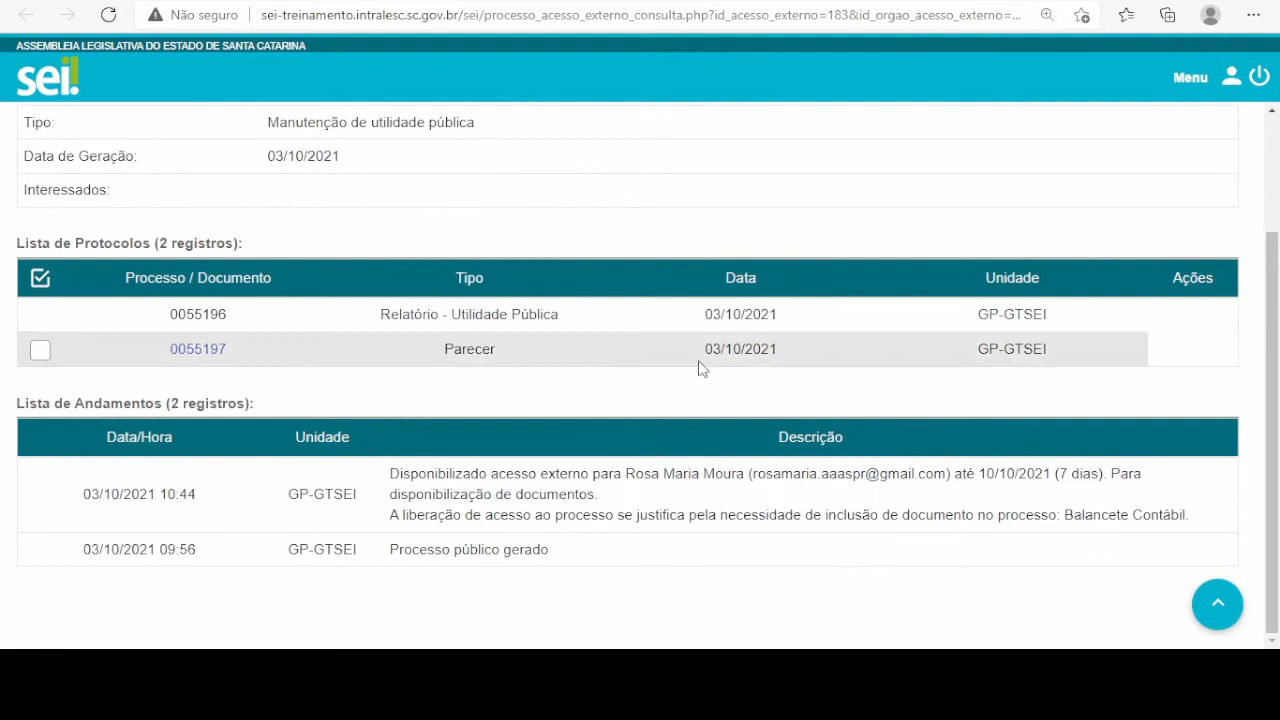 Não seguro
sei-treinamento.intralesc.sc.gov.br/sei/processo_acesso_externo_consulta.php?id_acesso_externo=183&id_orgao_acesso_externo=...
ASSEMBLEIA LEGISLATIVA DO ESTADO DE SANTA CATARINA
sei!
Menu
Tipo: Manutenção de utilidade pública
Data de Geração: 03/10/2021
Interessados:
Lista de Protocolos (2 registros):
Processo / Documento Tipo Data Unidade Ações
0055196 Relatório - Utilidade Pública 03/10/2021 GP-GTSEI
0055197 Parecer 03/10/2021 GP-GTSEI
Lista de Andamentos (2 registros):
Data/Hora Unidade Descrição
03/10/2021 10:44 GP-GTSEI Disponibilizado acesso externo para Rosa Maria Moura (rosamaria.aaaspr@gmail.com) até 10/10/2021 (7 dias). Para
disponibilização de documentos.
A liberação de acesso ao processo se justifica pela necessidade de inclusão de documento no processo: Balancete Contábil.
03/10/2021 09:56 GP-GTSEI Processo público gerado